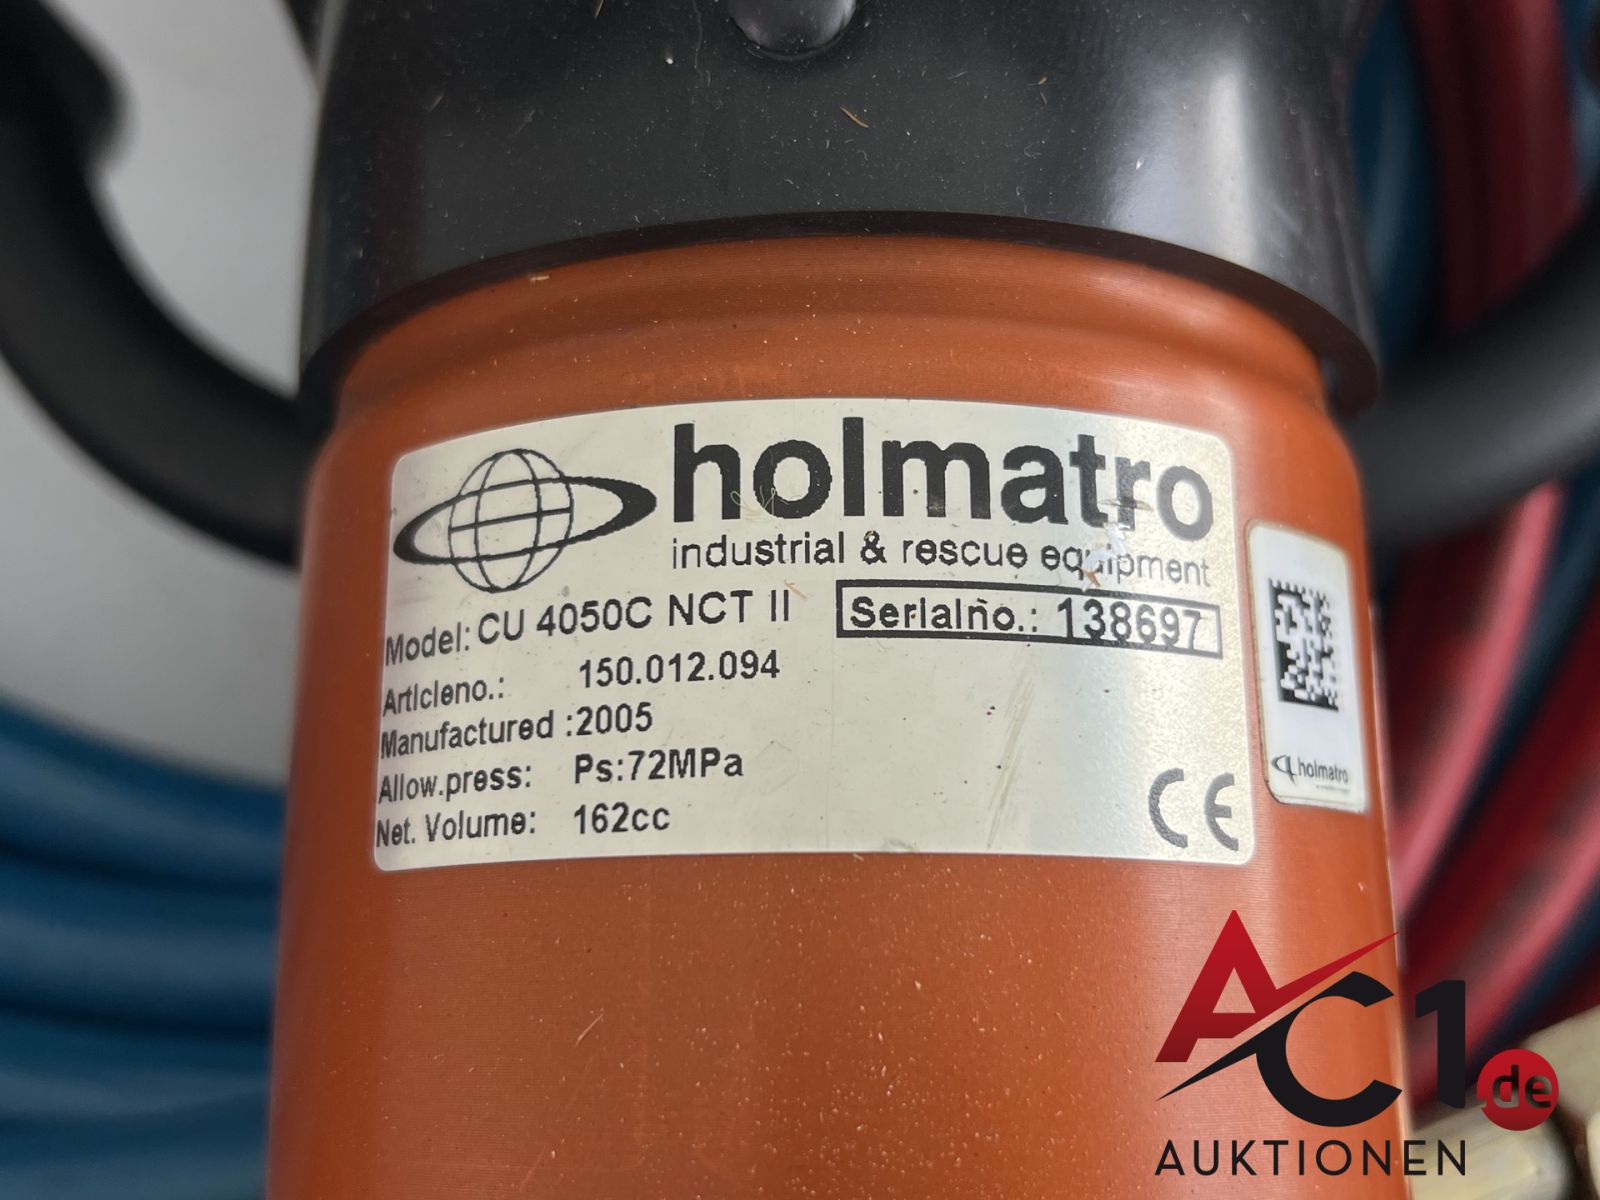 holmatro
industrial & rescue equipment
Model: CU 4050C NCT II
Serialno.: 138697
Articleno.: 150.012.094
Manufactured :2005
Allow.press: Ps:72MPa
Net. Volume: 162cc
CE
holmatro
AC1.de
AUKTIONEN